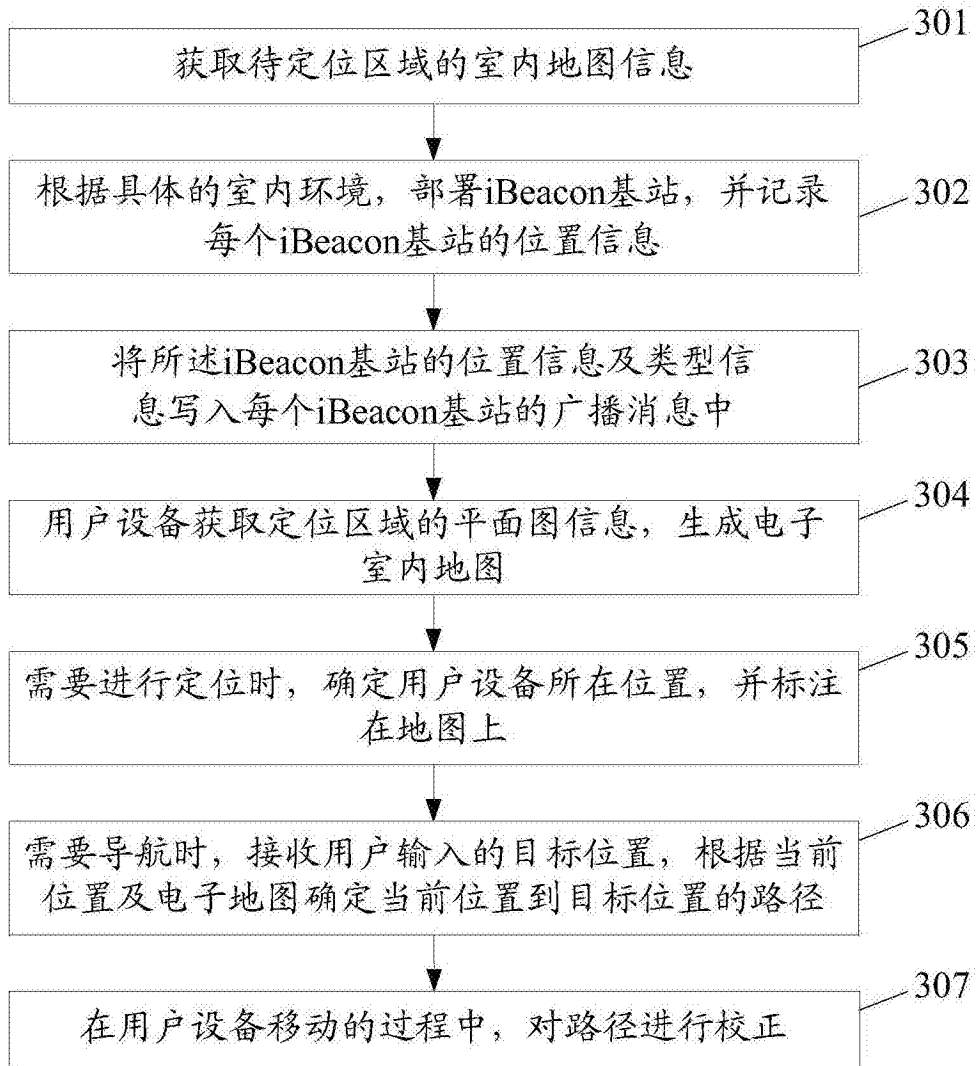 301
获取待定位区域的室内地图信息
302
根据具体的室内环境，部署iBeacon基站，并记录
每个iBeacon基站的位置信息
303
将所述iBeacon基站的位置信息及类型信
息写入每个iBeacon基站的广播消息中
304
用户设备获取定位区域的平面图信息，生成电子
室内地图
305
需要进行定位时，确定用户设备所在位置，并标注
在地图上
306
需要导航时，接收用户输入的目标位置，根据当前
位置及电子地图确定当前位置到目标位置的路径
307
在用户设备移动的过程中，对路径进行校正